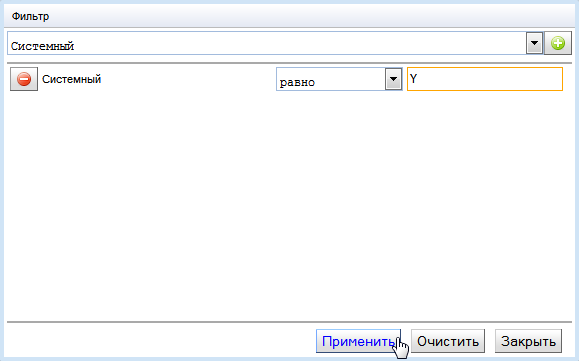 Фильтр
Системный
Системный равно Y
Применить Очистить Закрыть